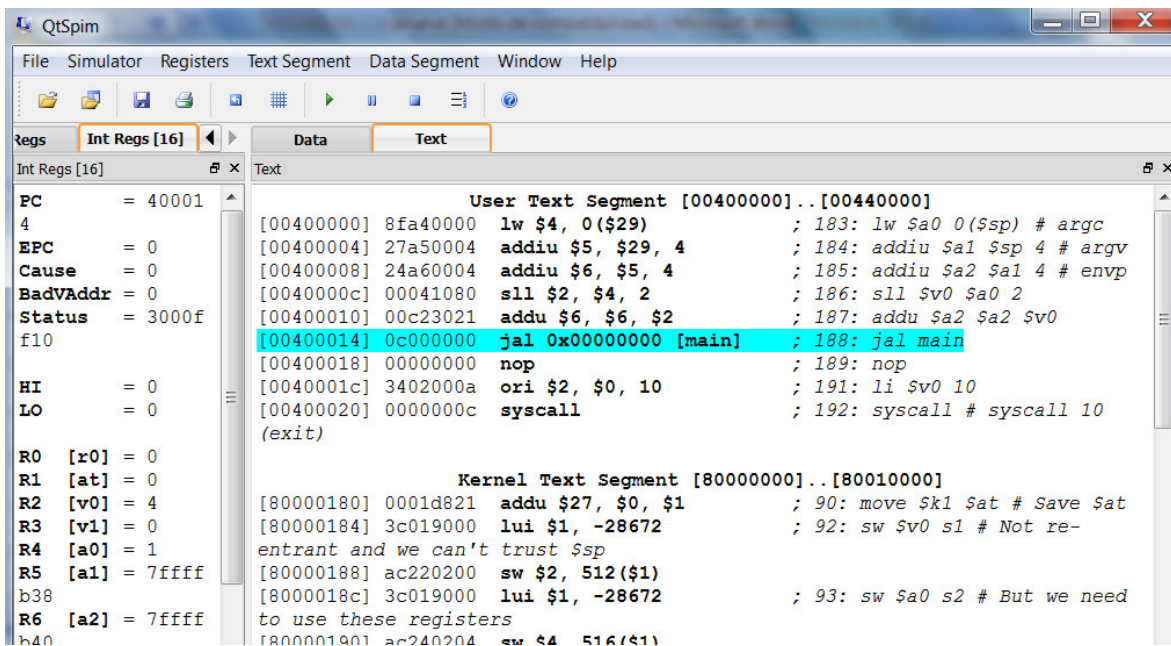 QtSpim
File Simulator Registers Text Segment Data Segment Window Help
Regs Int Regs [16] Data Text
Int Regs [16] Text
PC = 40001
4
EPC = 0
Cause = 0
BadVAddr = 0
Status = 3000f
f10
HI = 0
LO = 0
R0 [r0] = 0
R1 [at] = 0
R2 [v0] = 4
R3 [v1] = 0
R4 [a0] = 1
R5 [a1] = 7ffff
b38
R6 [a2] = 7ffff
b40
User Text Segment [00400000]..[00440000]
[00400000] 8fa40000 lw $4, 0($29) ; 183: lw $a0 0($sp) # argc
[00400004] 27a50004 addiu $5, $29, 4 ; 184: addiu $a1 $sp 4 # argv
[00400008] 24a60004 addiu $6, $5, 4 ; 185: addiu $a2 $a1 4 # envp
[0040000c] 00041080 sll $2, $4, 2 ; 186: sll $v0 $a0 2
[00400010] 00c23021 addu $6, $6, $2 ; 187: addu $a2 $a2 $v0
[00400014] 0c000000 jal 0x00000000 [main] ; 188: jal main
[00400018] 00000000 nop ; 189: nop
[0040001c] 3402000a ori $2, $0, 10 ; 191: li $v0 10
[00400020] 0000000c syscall ; 192: syscall # syscall 10
(exit)
Kernel Text Segment [80000000]..[80010000]
[80000180] 0001d821 addu $27, $0, $1 ; 90: move $k1 $at # Save $at
[80000184] 3c019000 lui $1, -28672 ; 92: sw $v0 s1 # Not re-
entrant and we can't trust $sp
[80000188] ac220200 sw $2, 512($1)
[8000018c] 3c019000 lui $1, -28672 ; 93: sw $a0 s2 # But we need
to use these registers
[80000190] ac240204 sw $4, 516($1)